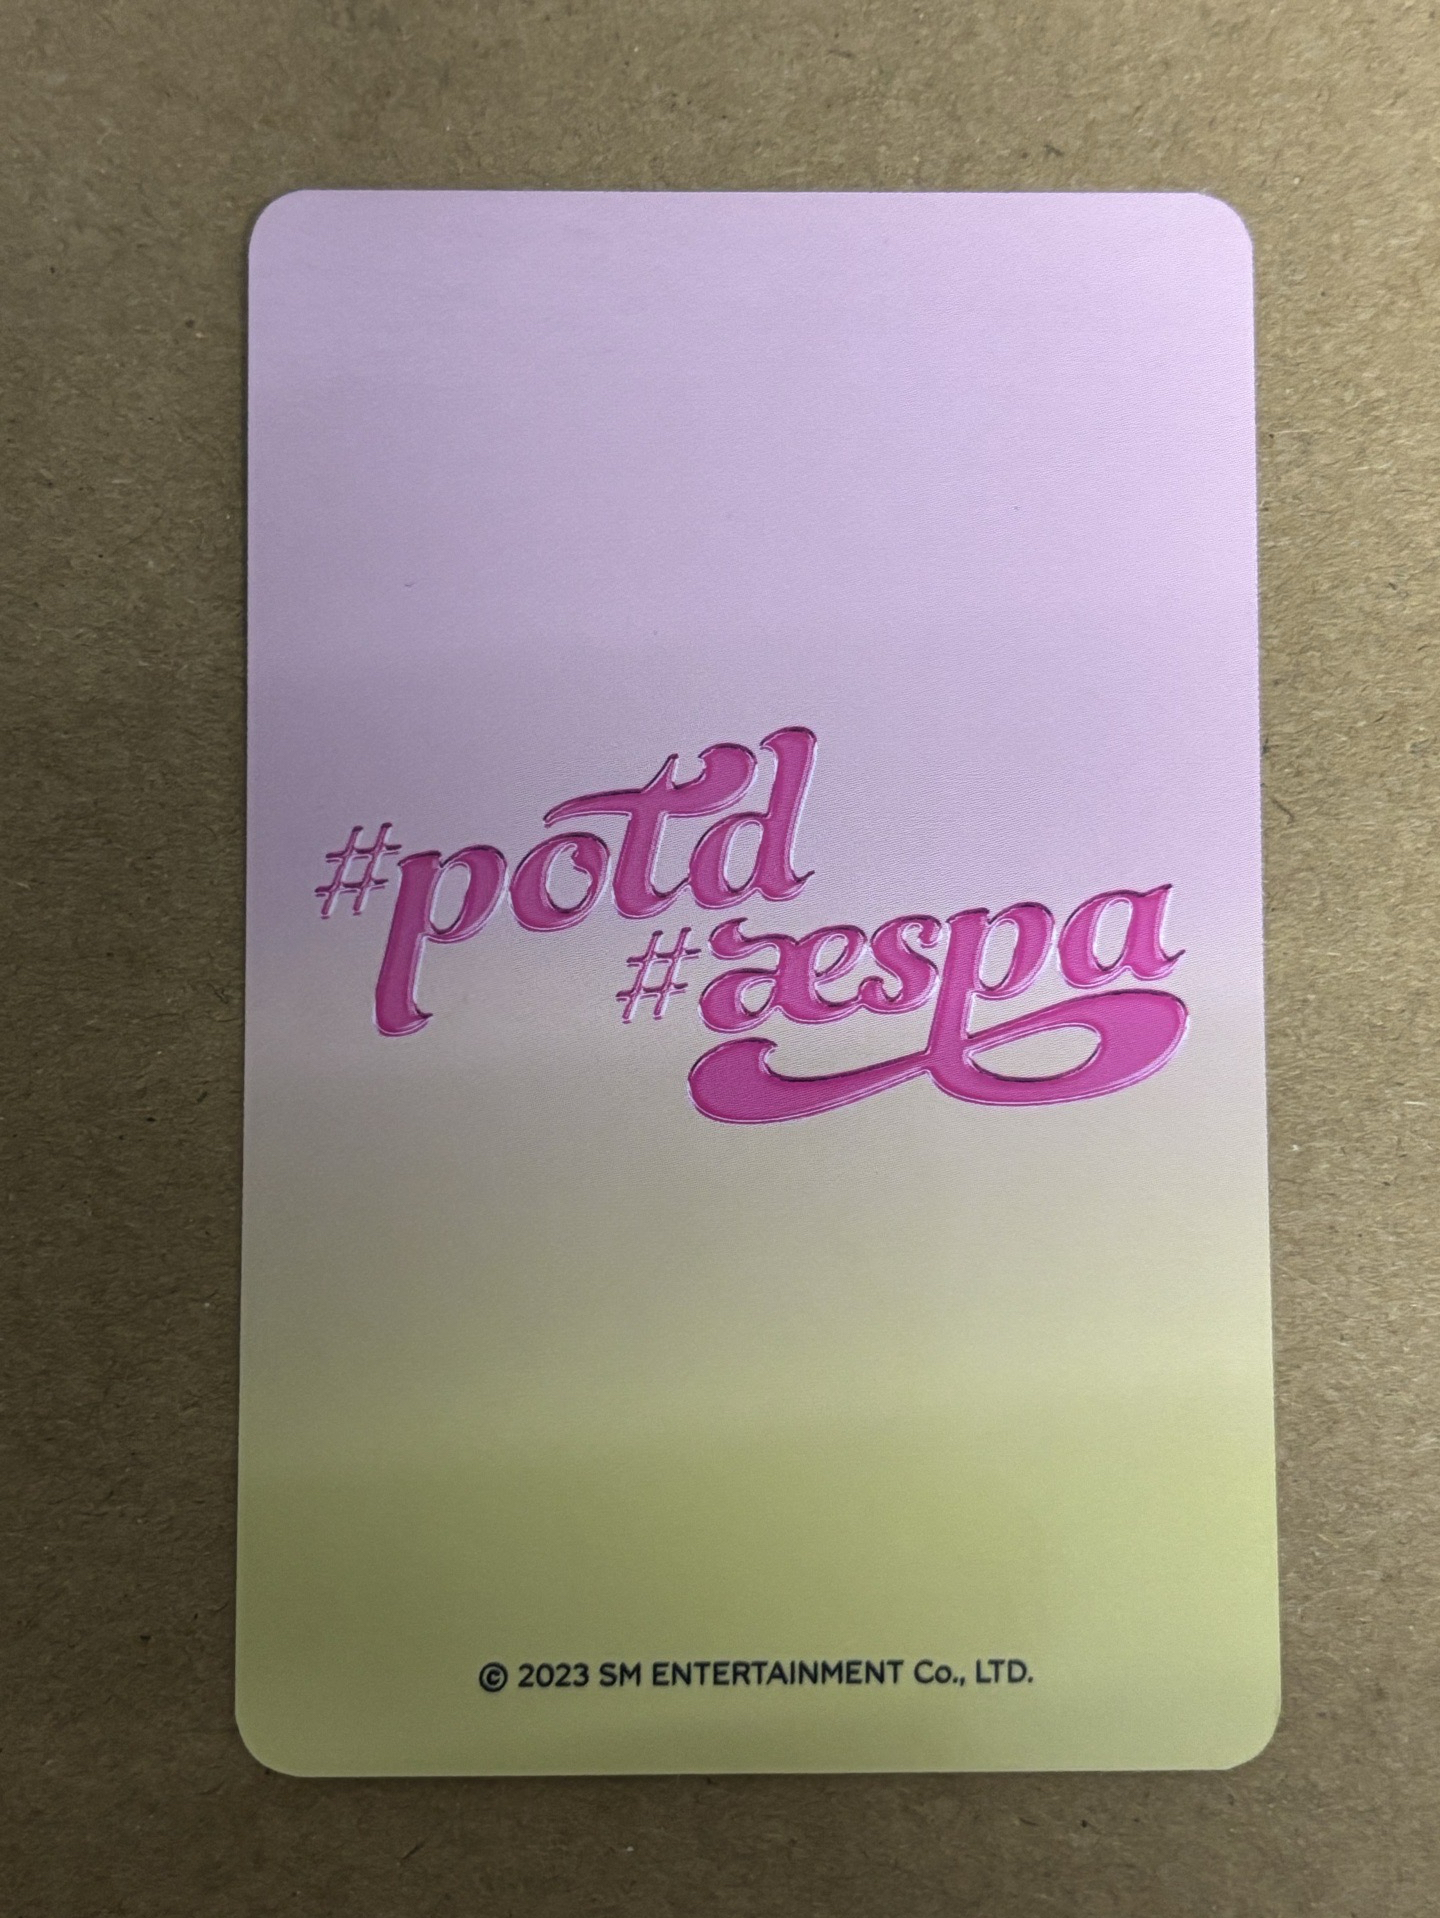 #potd
#æspa
© 2023 SM ENTERTAINMENT Co., LTD.